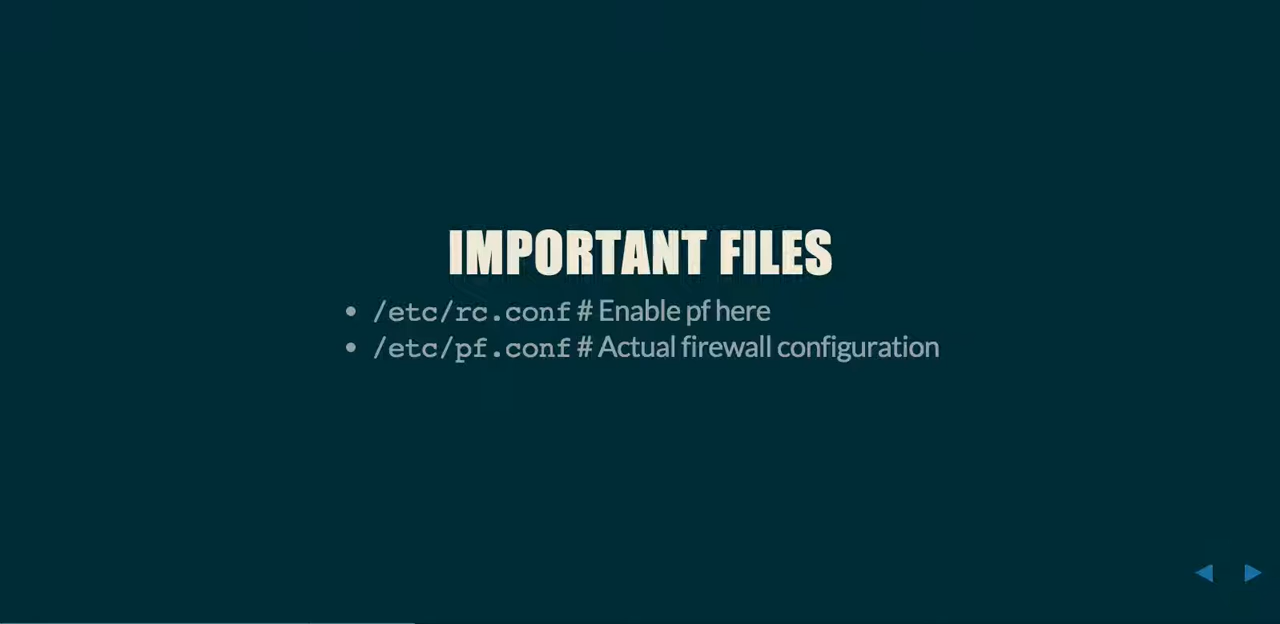 IMPORTANT FILES
• /etc/rc.conf # Enable pf here
• /etc/pf.conf # Actual firewall configuration